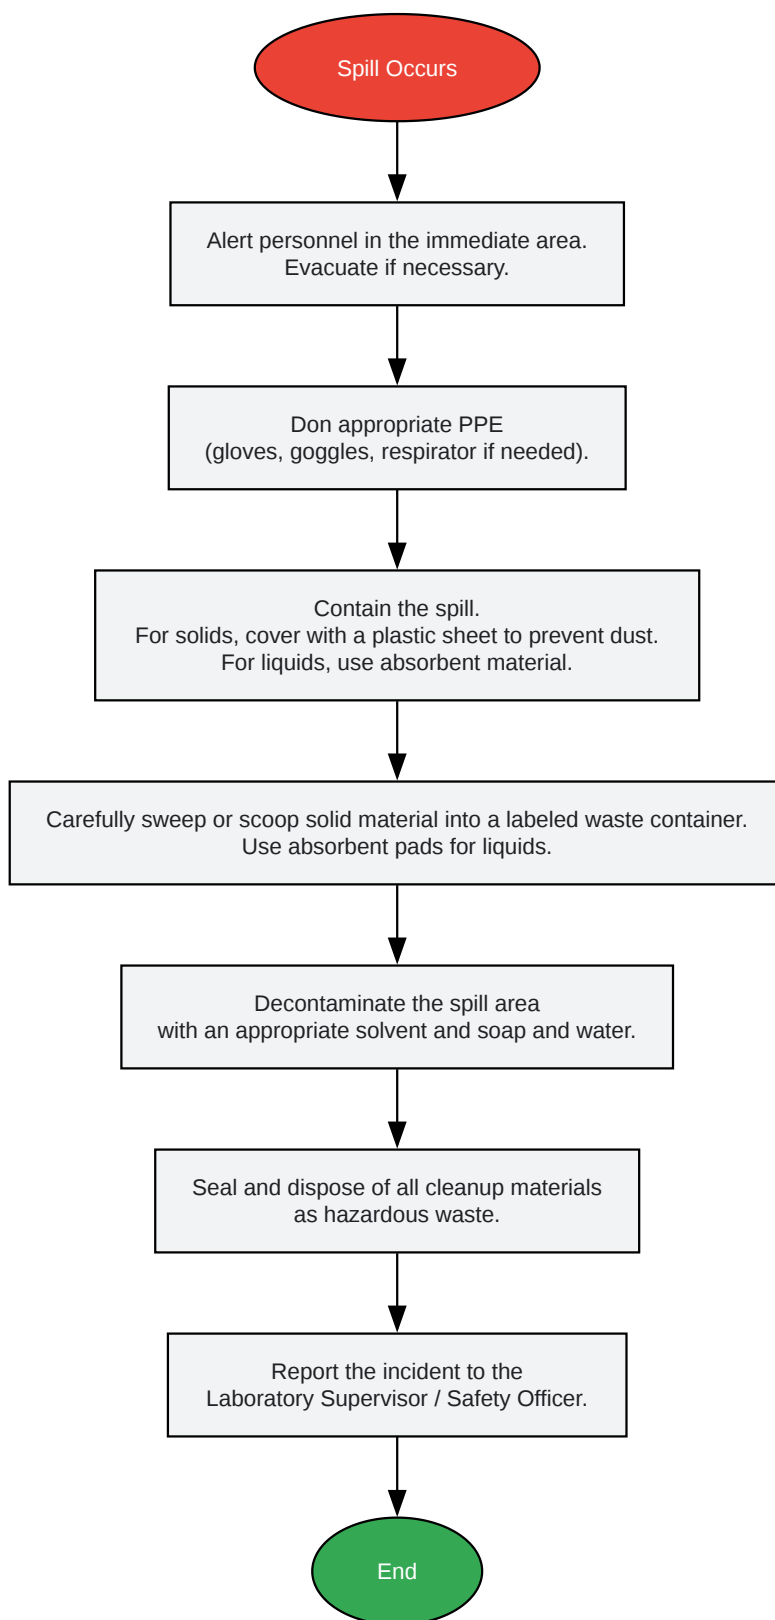 Spill Occurs
Alert personnel in the immediate area.
Evacuate if necessary.
Don appropriate PPE
(gloves, goggles, respirator if needed).
Contain the spill.
For solids, cover with a plastic sheet to prevent dust.
For liquids, use absorbent material.
Carefully sweep or scoop solid material into a labeled waste container.
Use absorbent pads for liquids.
Decontaminate the spill area
with an appropriate solvent and soap and water.
Seal and dispose of all cleanup materials
as hazardous waste.
Report the incident to the
Laboratory Supervisor / Safety Officer.
End